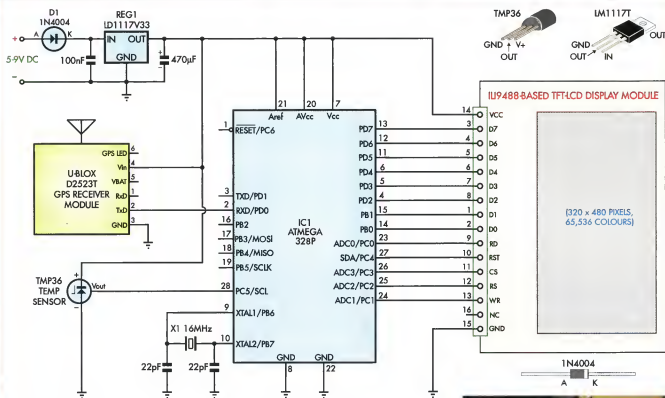 D1
1N4004
A
K
+
5-9V DC
–
100nF
REG1
LD1117V33
IN
OUT
GND
+
470µF
TMP36
GND
V+
OUT
LM1117T
GND
OUT
IN
OUT
U-BLOX
D2523T
GPS RECEIVER
MODULE
GPS LED
6
Vin
4
VBAT
5
RxD
1
TxD
2
GND
3
TMP36
TEMP
SENSOR
+
Vout
–
21
20
7
Aref
AVcc
Vcc
1
RESET/PC6
3
TXD/PD1
2
RXD/PD0
16
PB2
17
PB3/MOSI
18
PB4/MISO
19
PB5/SCLK
28
PC5/SCL
9
XTAL1/PB6
X1 16MHz
10
XTAL2/PB7
22pF
22pF
IC1
ATMEGA
328P
PD7
13
PD6
12
PD5
11
PD4
6
PD3
5
PD2
4
PB1
15
PB0
14
ADC0/PC0
23
SDA/PC4
27
ADC3/PC3
26
ADC2/PC2
25
ADC1/PC1
24
GND
GND
8
22
ILI9488-BASED TFT-LCD DISPLAY MODULE
14
VCC
3
D7
4
D6
5
D5
6
D4
7
D3
8
D2
1
D1
2
D0
9
RD
10
RST
11
CS
12
RS
13
WR
16
NC
15
GND
(320 x 480 PIXELS,
65,536 COLOURS)
1N4004
A
K